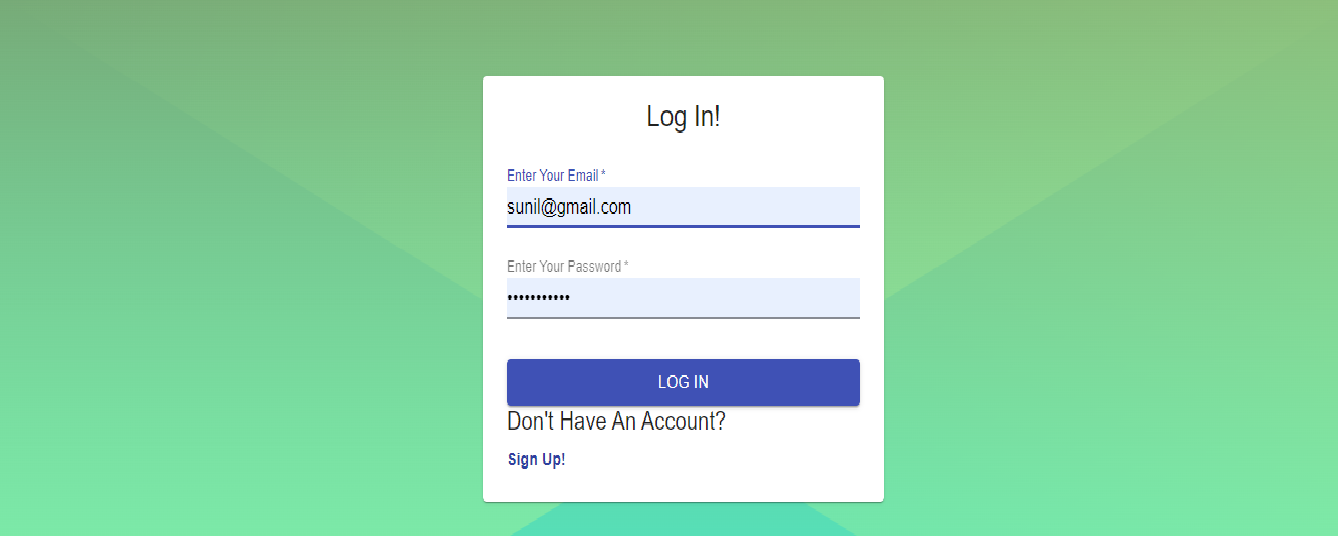 Log In!
Enter Your Email *
sunil@gmail.com
Enter Your Password *
•••••••••••
LOG IN
Don't Have An Account?
Sign Up!